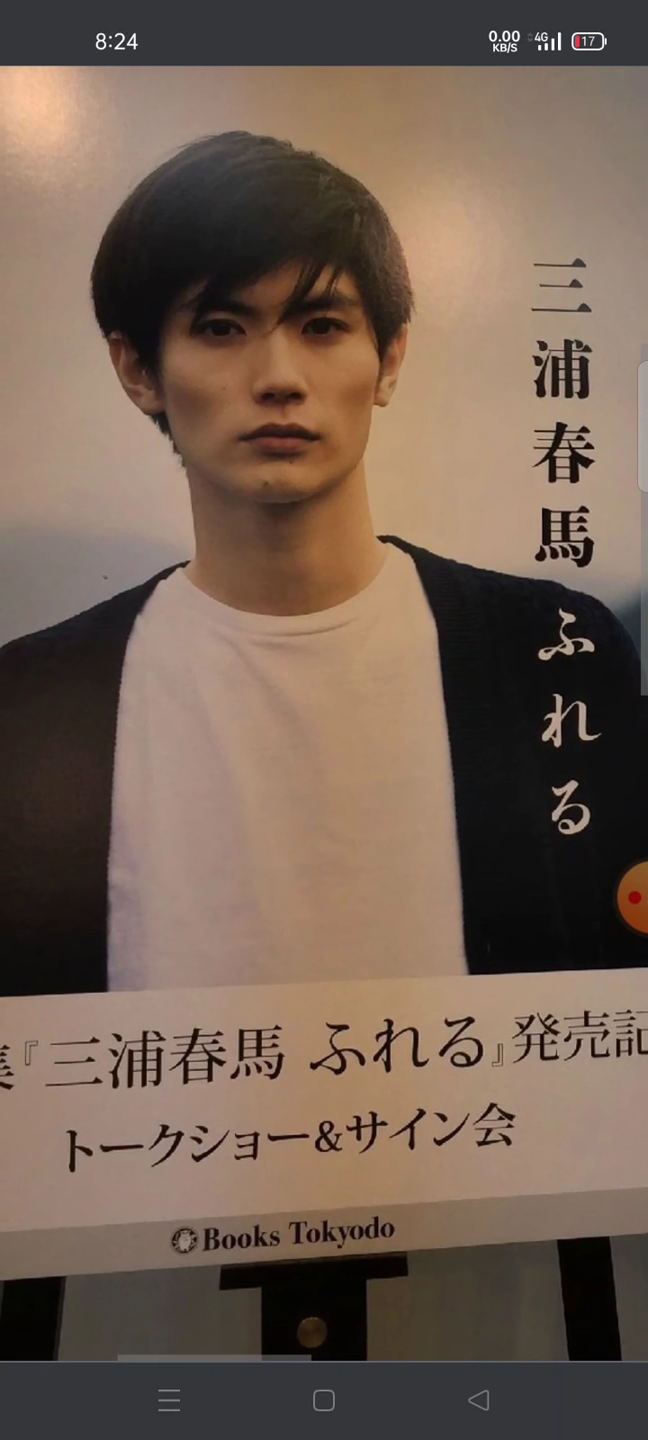 8:24
0.00 KB/S 4G 17
三浦春馬 ふれる
集『三浦春馬 ふれる』発売記
トークショー&サイン会
Books Tokyodo